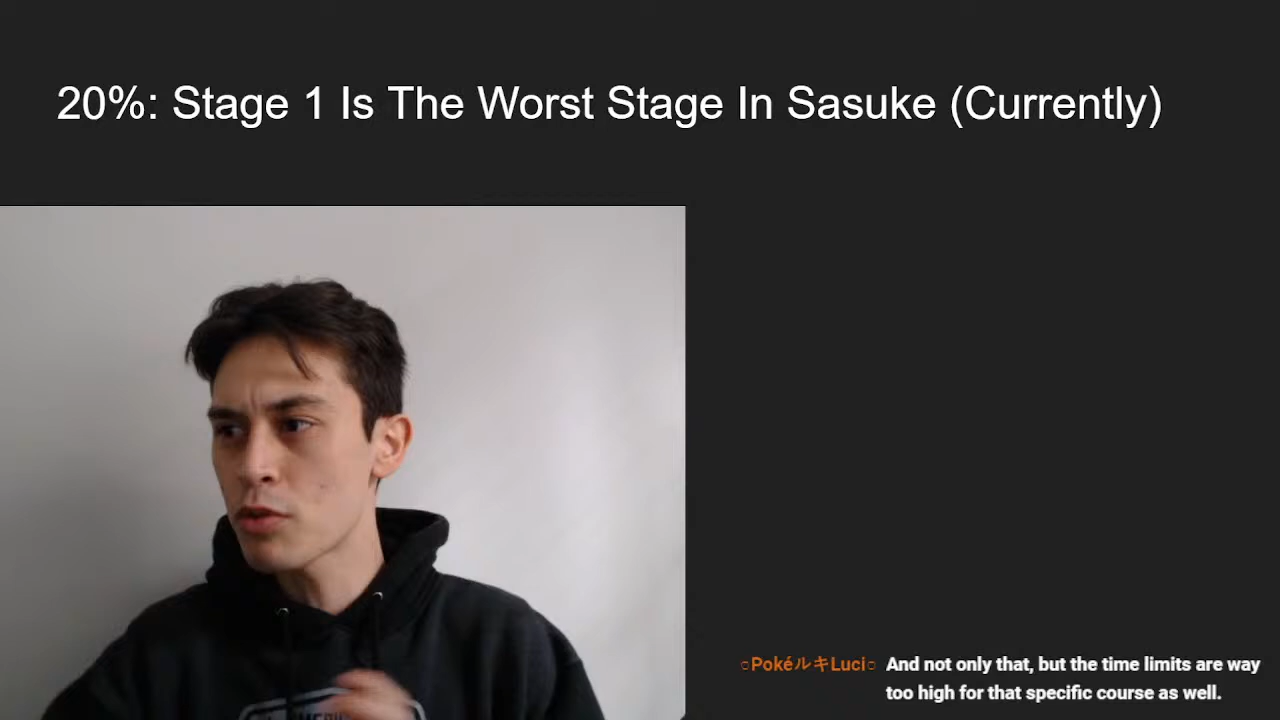 20%: Stage 1 Is The Worst Stage In Sasuke (Currently)
PokéルキLuci And not only that, but the time limits are way
too high for that specific course as well.